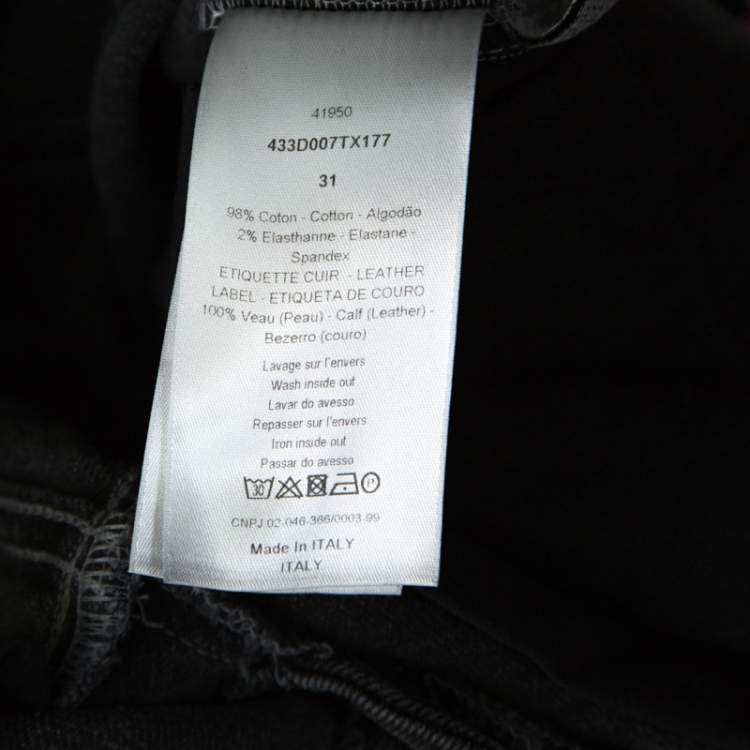 41950
433D007TX177
31
98% Coton - Cotton - Algodão
2% Elasthanne - Elastane -
Spandex
ETIQUETTE CUIR - LEATHER
LABEL - ETIQUETA DE COURO
100% Veau (Peau) - Calf (Leather) -
Bezerro (couro)
Lavage sur l'envers
Wash inside out
Lavar do avesso
Repasser sur l'envers
Iron inside out
Passar do avesso
30 P
CNPJ 02-046-366/0003-99
Made In ITALY
ITALY